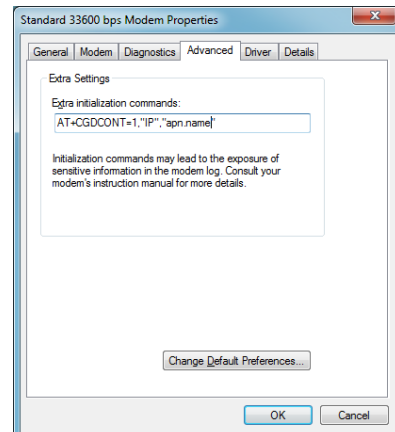 Standard 33600 bps Modem Properties
General Modem Diagnostics Advanced Driver Details
Extra Settings
Extra initialization commands:
AT+CGDCONT=1,"IP","apn.name"
Initialization commands may lead to the exposure of
sensitive information in the modem log. Consult your
modem's instruction manual for more details.
Change Default Preferences...
OK Cancel